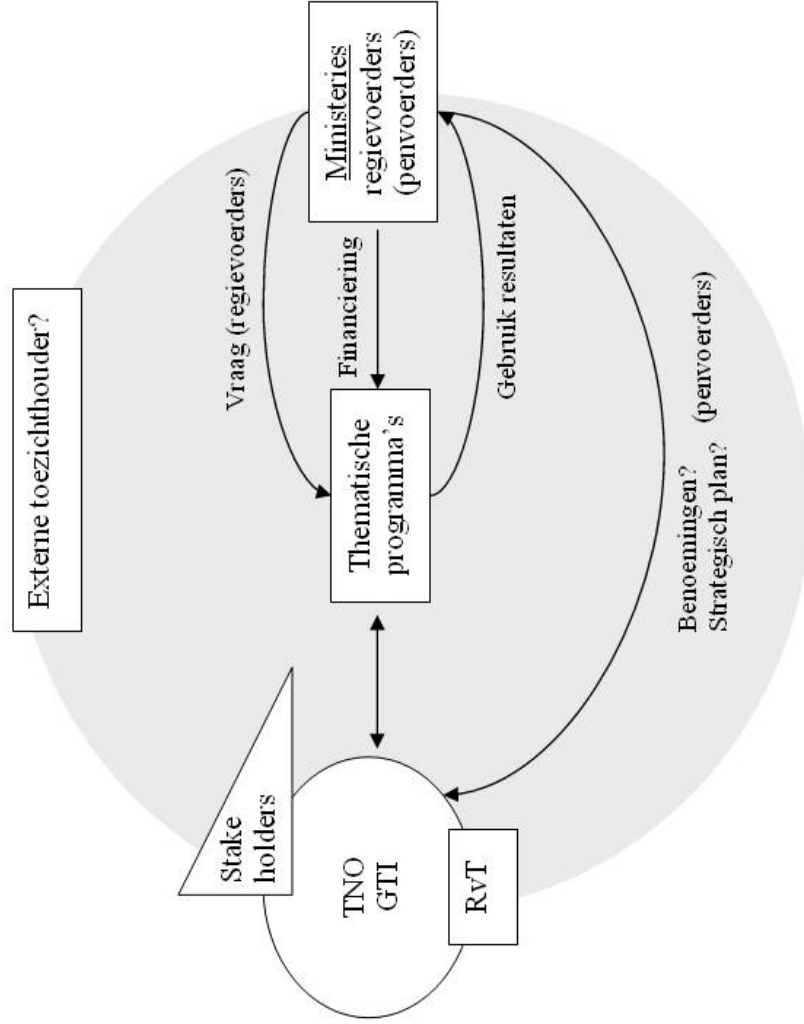 Externe toezichthouder?
Stake
holders
TNO
GTI
RvT
Thematische
programma's
Vraag (regievoerders)
Financiering
Gebruik resultaten
Ministeries
regievoerders
(penvoerders)
Benoemingen?
Strategisch plan?
(penvoerders)